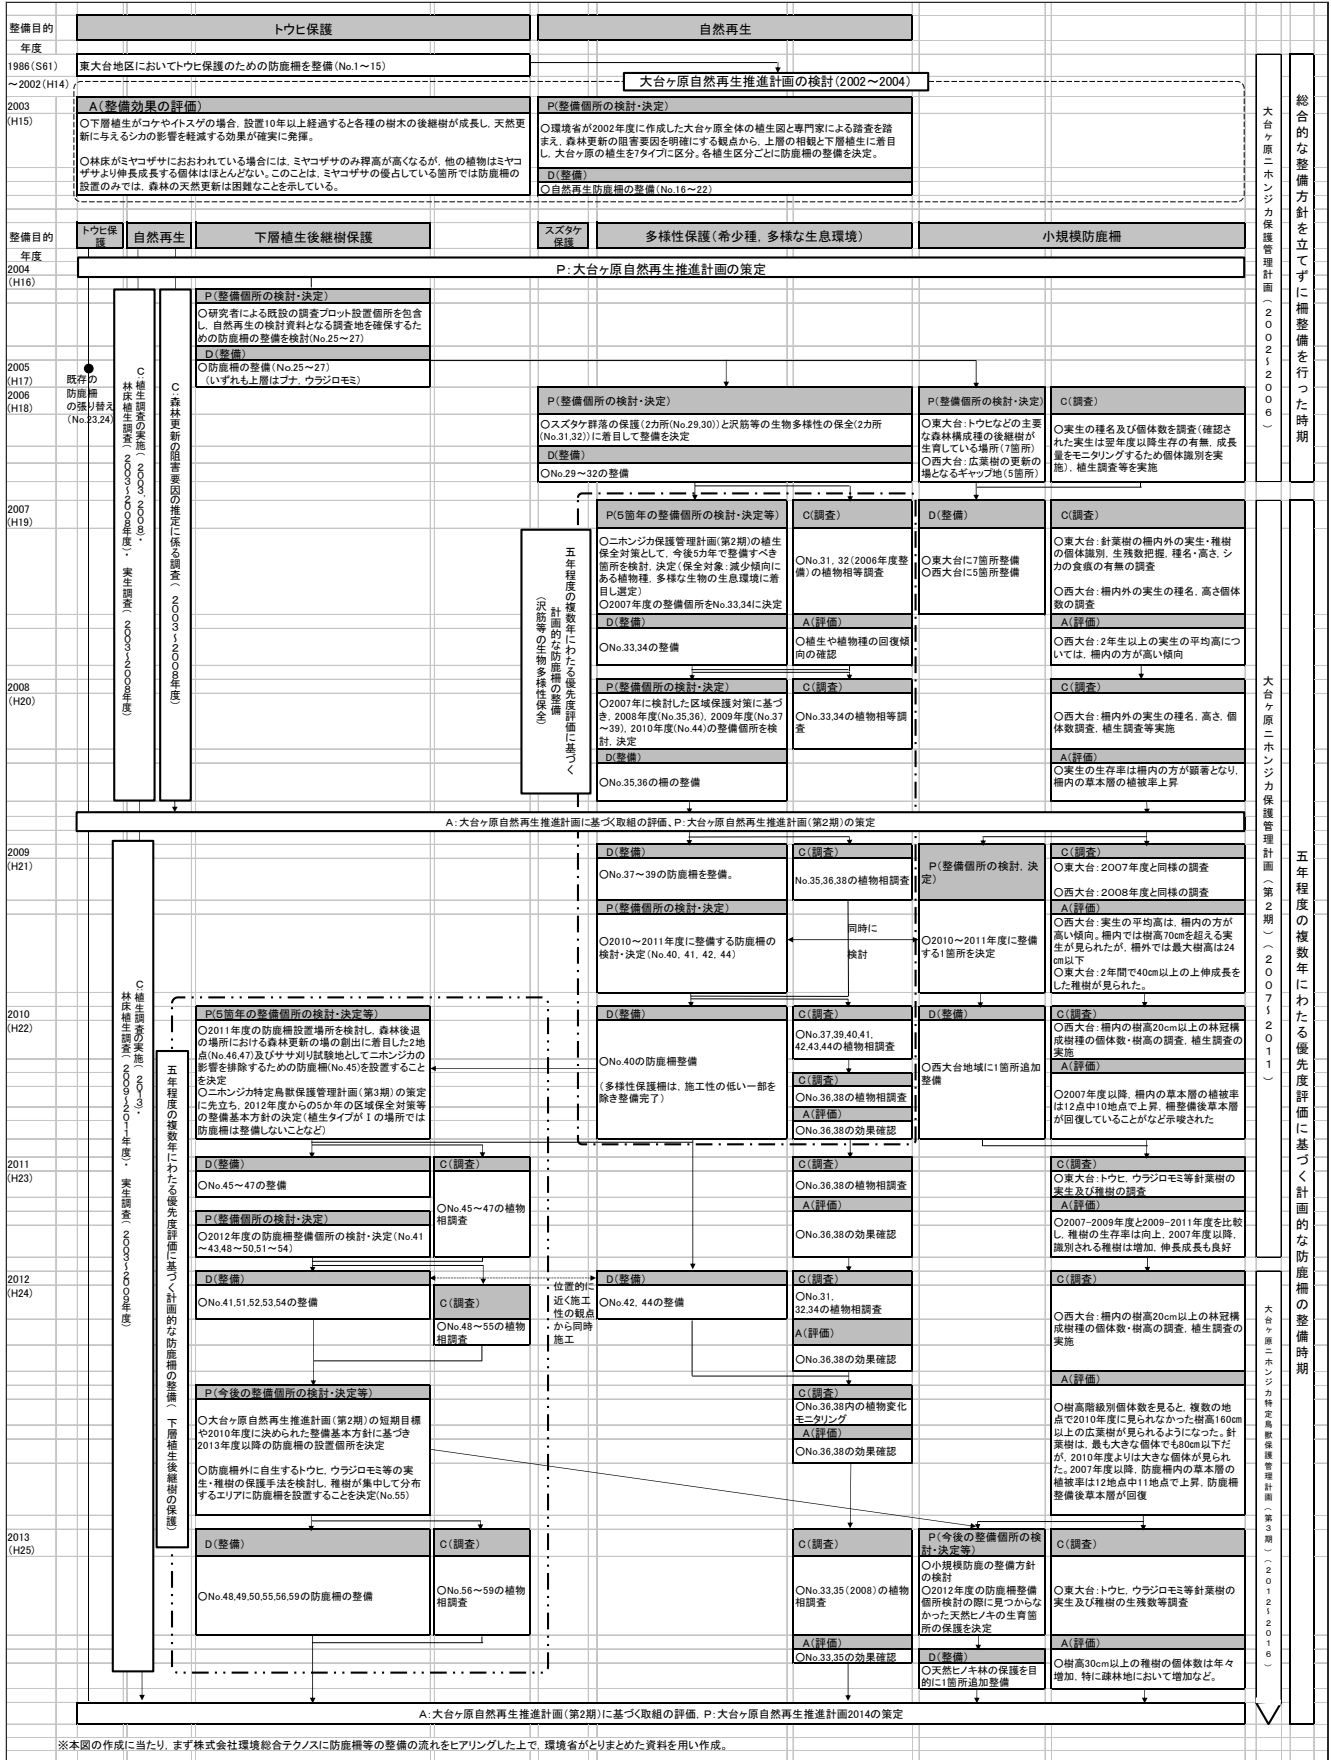 整備目的
トウヒ保護
自然再生
年度
1986(S61)
東大台地区においてトウヒ保護のための防鹿柵を整備(No.1～15)
～2002(H14)
大台ヶ原自然再生推進計画の検討(2002～2004)
2003
(H15)
A(整備効果の評価)
○下層植生がコケやイトスゲの場合、設置10年以上経過すると各種の樹木の後継樹が成長し、天然更
新に与えるシカの影響を軽減する効果が確実に発揮。
○林床がミヤコザサにおおわれている場合には、ミヤコザサのみ稈高が高くなるが、他の植物はミヤコ
ザサより伸長成長する個体はほとんどない。このことは、ミヤコザサの優占している箇所では防鹿柵の
設置のみでは、森林の天然更新は困難なことを示している。
P(整備個所の検討・決定)
○環境省が2002年度に作成した大台ヶ原全体の植生図と専門家による踏査を踏
まえ、森林更新の阻害要因を明確にする観点から、上層の相観と下層植生に着目
し、大台ヶ原の植生を7タイプに区分。各植生区分ごとに防鹿柵の整備を決定。
D(整備)
○自然再生防鹿柵の整備(No.16～22)
整備目的
トウヒ保
護
自然再生
下層植生後継樹保護
スズタケ
保護
多様性保護(希少種、多様な生息環境)
小規模防鹿柵
年度
2004
(H16)
P:大台ヶ原自然再生推進計画の策定
P(整備個所の検討・決定)
○研究者による既設の調査プロット設置個所を包含
し、自然再生の検討資料となる調査地を確保するた
めの防鹿柵の整備を検討(No.25～27)
D(整備)
○防鹿柵の整備(No.25～27)
(いずれも上層はブナ、ウラジロモミ)
2005
(H17)
既存の
防鹿柵
の張り替え
(No.23,24)
C:植生調査の実施(2003,2008)・
林床植生調査(2003～2008年度)・実生調査(2003～2008年度)
C:森林更新の阻害要因の推定に係る調査(2003～2008年度)
2006
(H18)
P(整備個所の検討・決定)
○スズタケ群落の保護(2カ所(No.29,30))と沢筋等の生物多様性の保全(2カ所
(No.31,32))に着目して整備を決定
D(整備)
○No.29～32の整備
P(整備個所の検討・決定)
○東大台:トウヒなどの主要
な森林構成種の後継樹が
生育している場所(7箇所)
○西大台:広葉樹の更新の
場となるギャップ地(5箇所)
C(調査)
○実生の種名及び個体数を調査(確認さ
れた実生は翌年度以降生存の有無、成長
量をモニタリングするため個体識別を実
施)、植生調査等を実施
2007
(H19)
五年程度の複数年にわたる優先評価に基づく
計画的な防鹿柵の整備
(沢筋等の生物多様性保全)
P(5箇年の整備個所の検討・決定等)
○ニホンジカ保護管理計画(第2期)の植生
保全対策として、今後5カ年で整備すべき
箇所を検討、決定(保全対象:減少傾向に
ある植物種、多様な生物の生息環境に着
目し選定)
○2007年度の整備個所をNo.33,34に決定
D(整備)
○No.33,34の整備
C(調査)
○No.31, 32(2006年度整
備)の植物相等調査
A(評価)
○植生や植物種の回復傾
向の確認
D(整備)
○東大台に7箇所整備
○西大台に5箇所整備
C(調査)
○東大台:針葉樹の柵内外の実生・稚樹
の個体識別、生残数把握、種名・高さ、シ
カの食痕の有無の調査
○西大台:柵内外の実生の種名、高さ個体
数の調査
A(評価)
○西大台:2年生以上の実生の平均高につ
いては、柵内の方が高い傾向
2008
(H20)
P(整備個所の検討・決定)
○2007年に検討した区域保護対策に基づ
き、2008年度(No.35,36)、2009年度(No.37
～39)、2010年度(No.44)の整備個所を検
討、決定
D(整備)
○No.35,36の柵の整備
C(調査)
○No.33,34の植物相等調
査
C(調査)
○西大台:柵内外の実生の種名、高さ、個
体数調査、植生調査等実施
A(評価)
○実生の生存率は柵内の方が顕著となり、
柵内の草本層の植被率上昇
A:大台ヶ原自然再生推進計画に基づく取組の評価、P:大台ヶ原自然再生推進計画(第2期)の策定
2009
(H21)
D(整備)
○No.37～39の防鹿柵を整備。
P(整備個所の検討・決定)
○2010～2011年度に整備する防鹿柵の
検討・決定(No.40, 41, 42, 44)
C(調査)
No.35,36,38の植物相調査
同時に
検討
P(整備個所の検討、決
定)
○2010～2011年度に整備
する1箇所を決定
C(調査)
○東大台:2007年度と同様の調査
○西大台:2008年度と同様の調査
A(評価)
○西大台:実生の平均高は、柵内の方が
高い傾向。柵内では樹高70cmを超える実
生が見られたが、柵外では最大樹高は24
cm以下
○東大台:2年間で40cm以上の上伸成長を
した稚樹が見られた。
C:植生調査の実施(2013)・
林床植生調査(2009～2011年度)・実生調査(2003～2009年度)
2010
(H22)
五年程度の複数年にわたる優先度評価に基づく計画的な防鹿柵の整備(下層植生後継樹の保護)
P(5箇年の整備個所の検討・決定等)
○2011年度の防鹿柵設置場所を検討し、森林後退
の場所における森林更新の場の創出に着目した2地
点(No.46,47)及びササ刈り試験地としてニホンジカの
影響を排除するための防鹿柵(No.45)を設置すること
を決定
○ニホンジカ特定鳥獣保護管理計画(第3期)の策定
に先立ち、2012年度からの5か年の区域保全対策等
の整備基本方針の決定(植生タイプがⅠの場所では
防鹿柵は整備しないことなど)
D(整備)
○No.40の防鹿柵整備
(多様性保護柵は、施工性の低い一部を
除き整備完了)
C(調査)
○No.37,39,40,41,
42,43,44の植物相調査
C(調査)
○No.36,38の植物相調査
A(評価)
○No.36,38の効果確認
D(整備)
○西大台地域に1箇所追加
整備
C(調査)
○西大台:柵内の樹高20cm以上の林冠構
成樹種の個体数・樹高の調査、植生調査の
実施
A(評価)
○2007年度以降、柵内の草本層の植被率
は12点中10地点で上昇、柵整備後草本層
が回復していることがなど示唆された
2011
(H23)
D(整備)
○No.45～47の整備
P(整備個所の検討・決定)
○2012年度の防鹿柵整備個所の検討・決定(No.41
～43,48～50,51～54)
C(調査)
○No.45～47の植物
相調査
C(調査)
○No.36,38の植物相調査
A(評価)
○No.36,38の効果確認
C(調査)
○東大台:トウヒ、ウラジロモミ等針葉樹の
実生及び稚樹の調査
A(評価)
○2007-2009年度と2009-2011年度を比較
し、稚樹の生存率は向上、2007年度以降、
識別される稚樹は増加、伸長成長も良好
2012
(H24)
D(整備)
○No.41,51,52,53,54の整備
C(調査)
○No.48～55の植物
相調査
位置的に
近く施工
性の観点
から同時
施工
D(整備)
○No.42, 44の整備
C(調査)
○No.31,
32,34の植物相調査
A(評価)
○No.36,38の効果確認
C(調査)
○西大台:柵内の樹高20cm以上の林冠構
成樹種の個体数・樹高の調査、植生調査の
実施
P(今後の整備個所の検討・決定等)
○大台ヶ原自然再生推進計画(第2期)の短期目標
や2010年度に決められた整備基本方針に基づき
2013年度以降の防鹿柵の設置個所を決定
○防鹿柵外に自生するトウヒ、ウラジロモミ等の実
生・稚樹の保護手法を検討し、稚樹が集中して分布
するエリアに防鹿柵を設置することを決定(No.55)
C(調査)
○No.36,38内の植物変化
モニタリング
A(評価)
○No.36,38の効果確認
A(評価)
○樹高階級別個体数を見ると、複数の地
点で2010年度に見られなかった樹高160cm
以上の広葉樹が見られるようになった。針
葉樹は、最も大きな個体でも80cm以下だ
が、2010年度よりは大きな個体が見られ
た。2007年度以降、防鹿柵内の草本層の
植被率は12地点中11地点で上昇、防鹿柵
整備後草本層が回復
2013
(H25)
D(整備)
○No.48,49,50,55,56,59の防鹿柵の整備
C(調査)
○No.56～59の植物
相調査
C(調査)
○No.33,35(2008)の植物
相調査
A(評価)
○No.33,35の効果確認
P(今後の整備個所の検
討・決定等)
○小規模防鹿の整備方針
の検討
○2012年度の防鹿柵整備
個所検討の際に見つからな
かった天然ヒノキの生育箇
所の保護を決定
D(整備)
○天然ヒノキ林の保護を目
的に1箇所追加整備
C(調査)
○東大台:トウヒ、ウラジロモミ等針葉樹の
実生及び稚樹の生残数等調査
A(評価)
○樹高30cm以上の稚樹の個体数は年々
増加、特に疎林地において増加など。
A:大台ヶ原自然再生推進計画(第2期)に基づく取組の評価、P:大台ヶ原自然再生推進計画2014の策定
大台ヶ原ニホンジカ保護管理計画(2002～2006)
大台ヶ原ニホンジカ保護管理計画(第2期)(2007～2011)
大台ヶ原ニホンジカ特定鳥獣保護管理計画(第3期)(2012～2016)
総合的な整備方針を立てずに柵整備を行った時期
五年程度の複数年にわたる優先度評価に基づく計画的な防鹿柵の整備時期
※本図の作成に当たり、まず株式会社環境総合テクノスに防鹿柵等の整備の流れをヒアリングした上で、環境省がとりまとめた資料を用い作成。